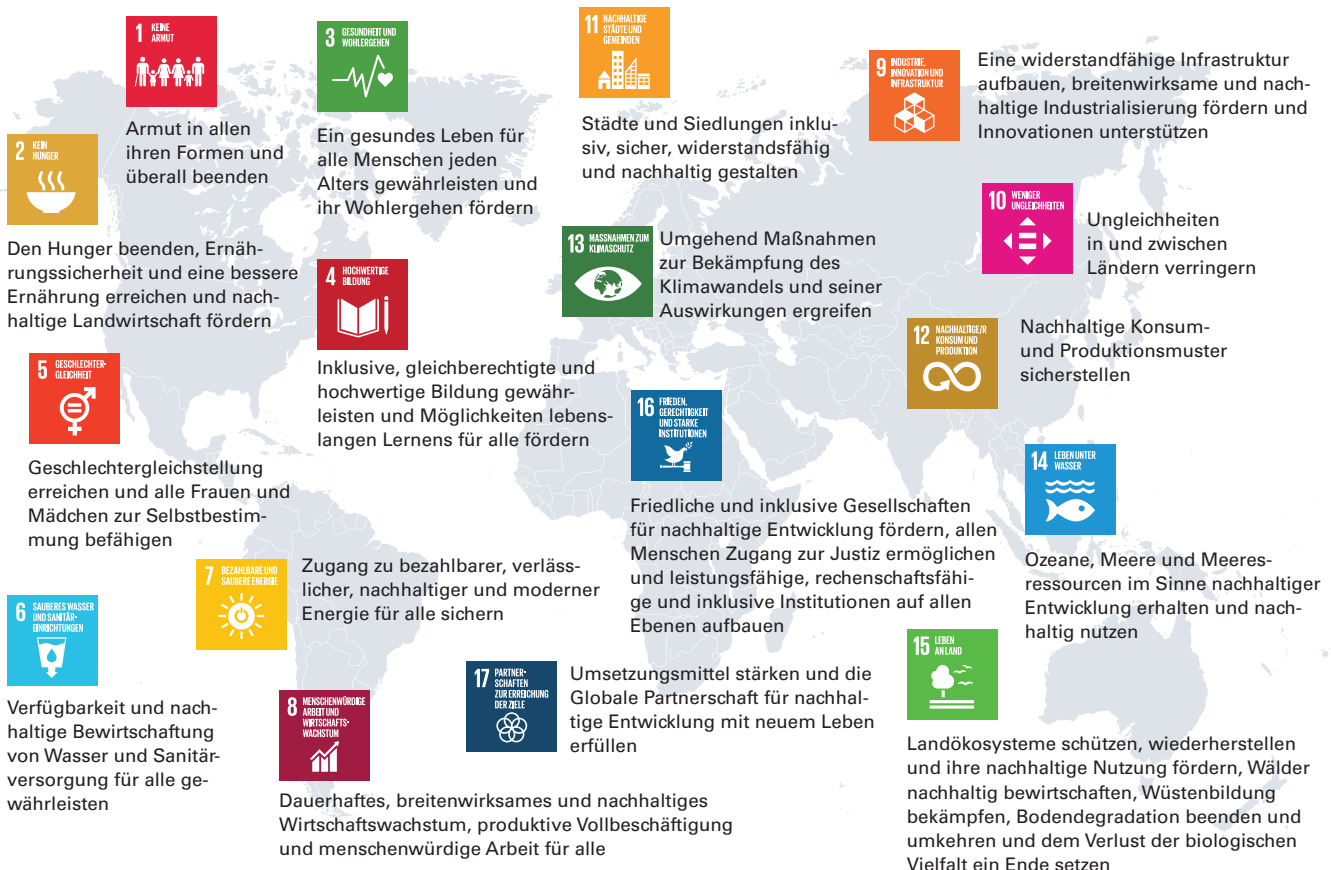 1 KEINE
ARMUT
Armut in allen
ihren Formen und
überall beenden
2 KEIN
HUNGER
Den Hunger beenden, Ernäh-
rungssicherheit und eine bessere
Ernährung erreichen und nach-
haltige Landwirtschaft fördern
3 GESUNDHEIT UND
WOHLERGEHEN
Ein gesundes Leben für
alle Menschen jeden
Alters gewährleisten und
ihr Wohlergehen fördern
4 HOCHWERTIGE
BILDUNG
Inklusive, gleichberechtigte und
hochwertige Bildung gewähr-
leisten und Möglichkeiten lebens-
langen Lernens für alle fördern
5 GESCHLECHTER-
GLEICHHEIT
Geschlechtergleichstellung
erreichen und alle Frauen und
Mädchen zur Selbstbestim-
mung befähigen
6 SAUBERES WASSER
UND SANITÄR-
EINRICHTUNGEN
Verfügbarkeit und nach-
haltige Bewirtschaftung
von Wasser und Sanitär-
versorgung für alle ge-
währleisten
7 BEZAHLBARE UND
SAUBERE ENERGIE
Zugang zu bezahlbarer, verläss-
licher, nachhaltiger und moderner
Energie für alle sichern
8 MENSCHENWÜRDIGE
ARBEIT UND
WIRTSCHAFTS-
WACHSTUM
Dauerhaftes, breitenwirksames und nachhaltiges
Wirtschaftswachstum, produktive Vollbeschäftigung
und menschenwürdige Arbeit für alle
9 INDUSTRIE,
INNOVATION UND
INFRASTRUKTUR
Eine widerstandfähige Infrastruktur
aufbauen, breitenwirksame und nach-
haltige Industrialisierung fördern und
Innovationen unterstützen
10 WENIGER
UNGLEICHHEITEN
Ungleichheiten
in und zwischen
Ländern verringern
11 NACHHALTIGE
STÄDTE UND
GEMEINDEN
Städte und Siedlungen inklu-
siv, sicher, widerstandsfähig
und nachhaltig gestalten
12 NACHHALTIGE/R
KONSUM UND
PRODUKTION
Nachhaltige Konsum-
und Produktionsmuster
sicherstellen
13 MASSNAHMEN ZUM
KLIMASCHUTZ
Umgehend Maßnahmen
zur Bekämpfung des
Klimawandels und seiner
Auswirkungen ergreifen
14 LEBEN UNTER
WASSER
Ozeane, Meere und Meeres-
ressourcen im Sinne nachhaltiger
Entwicklung erhalten und nach-
haltig nutzen
15 LEBEN
AN LAND
Landökosysteme schützen, wiederherstellen
und ihre nachhaltige Nutzung fördern, Wälder
nachhaltig bewirtschaften, Wüstenbildung
bekämpfen, Bodendegradation beenden und
umkehren und dem Verlust der biologischen
Vielfalt ein Ende setzen
16 FRIEDEN,
GERECHTIGKEIT
UND STARKE
INSTITUTIONEN
Friedliche und inklusive Gesellschaften
für nachhaltige Entwicklung fördern, allen
Menschen Zugang zur Justiz ermöglichen
und leistungsfähige, rechenschaftsfähi-
ge und inklusive Institutionen auf allen
Ebenen aufbauen
17 PARTNER-
SCHAFTEN
ZUR ERREICHUNG
DER ZIELE
Umsetzungsmittel stärken und die
Globale Partnerschaft für nachhal-
tige Entwicklung mit neuem Leben
erfüllen